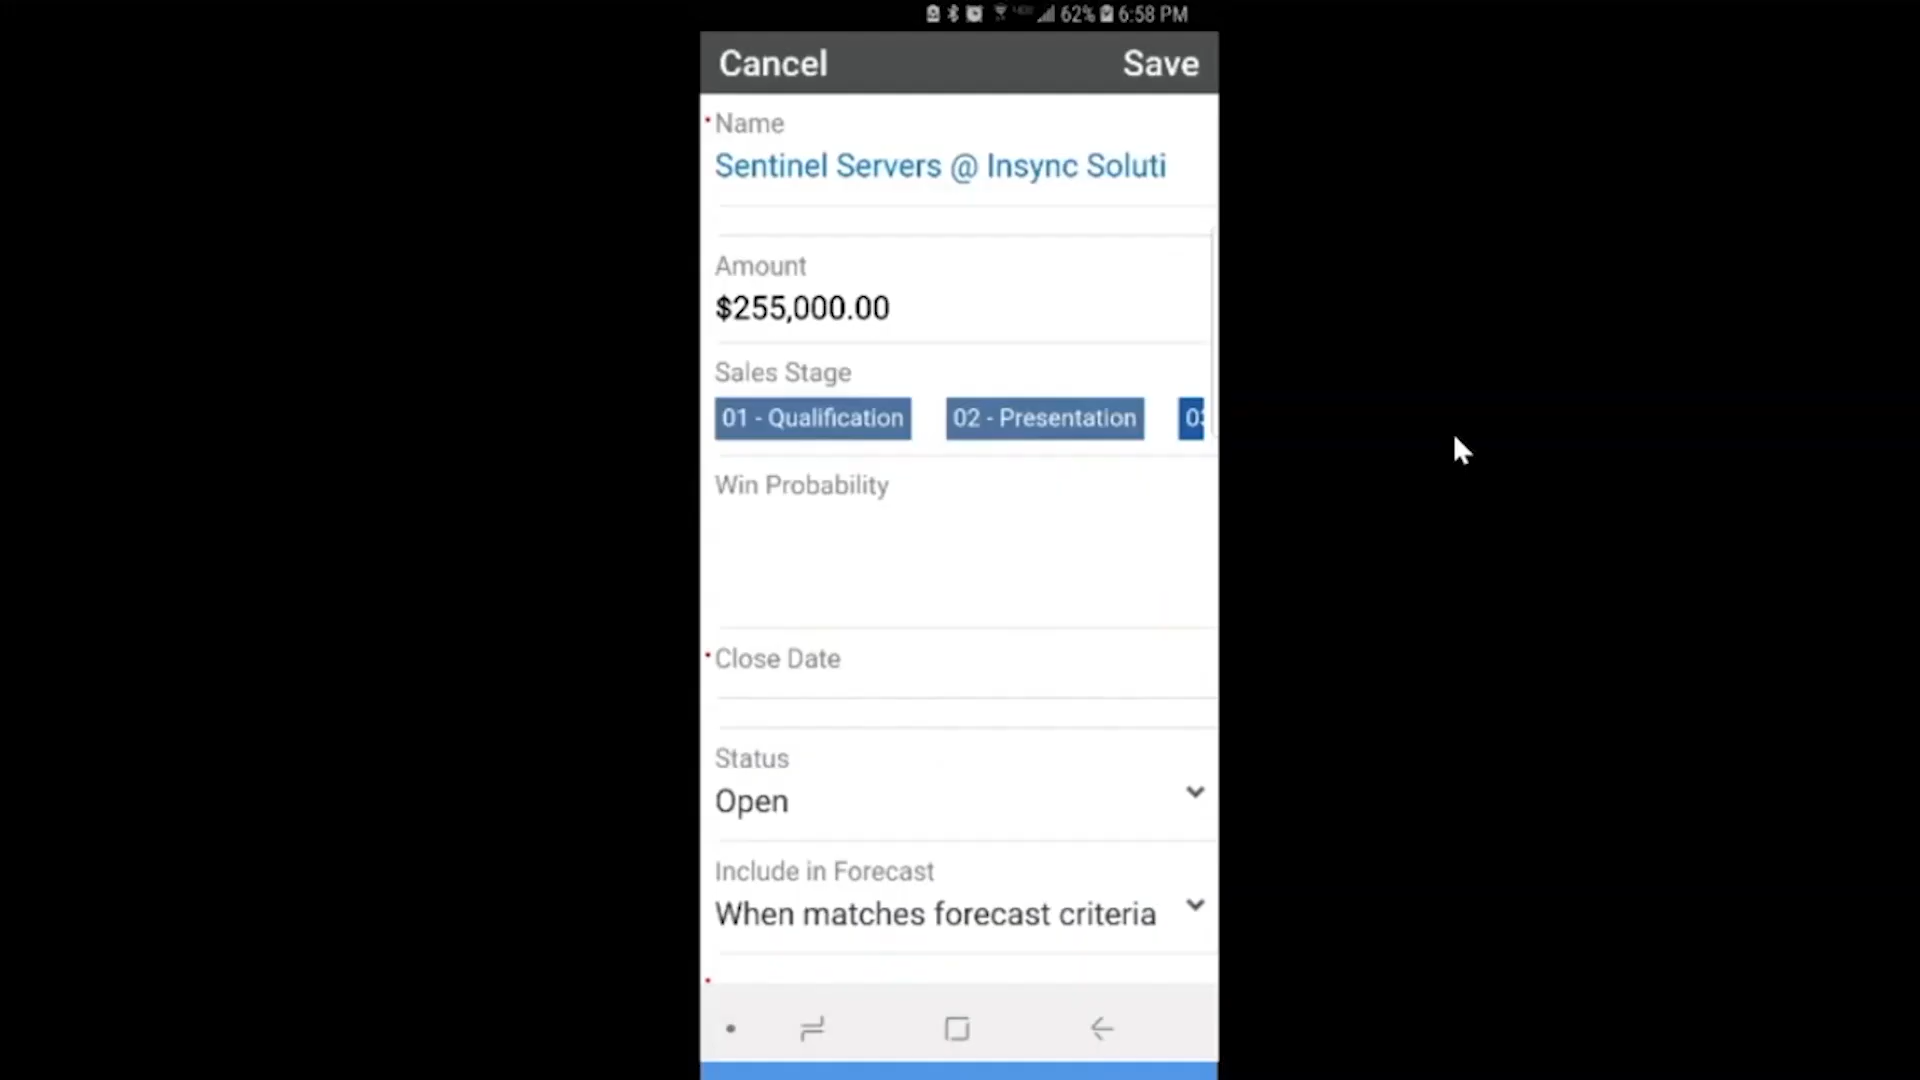 62% 6:58 PM
Cancel Save
Name
Sentinel Servers @ Insync Soluti
Amount
$255,000.00
Sales Stage
01 - Qualification 02 - Presentation 03
Win Probability
Close Date
Status
Open
Include in Forecast
When matches forecast criteria